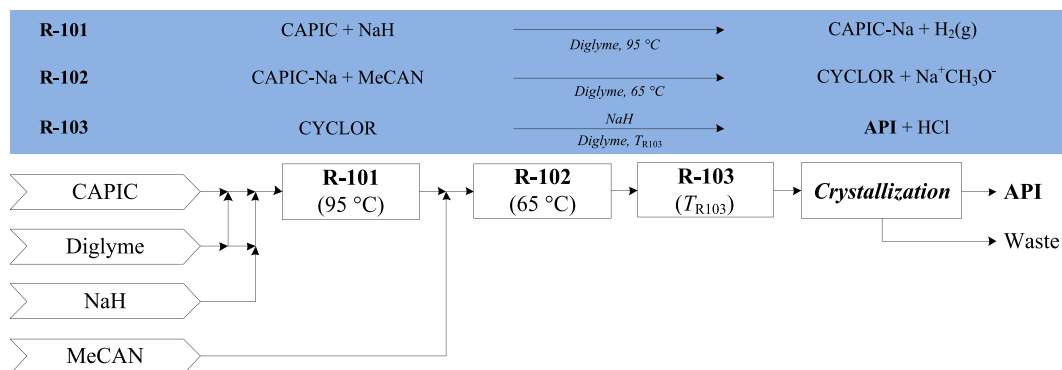 R-101 CAPIC + NaH Diglyme, 95 °C CAPIC-Na + H2(g)
R-102 CAPIC-Na + MeCAN Diglyme, 65 °C CYCLOR + Na+CH3O-
R-103 CYCLOR NaH Diglyme, TR103 API + HCl
CAPIC
Diglyme
NaH
MeCAN
R-101
(95 °C)
R-102
(65 °C)
R-103
(TR103)
Crystallization
API
Waste